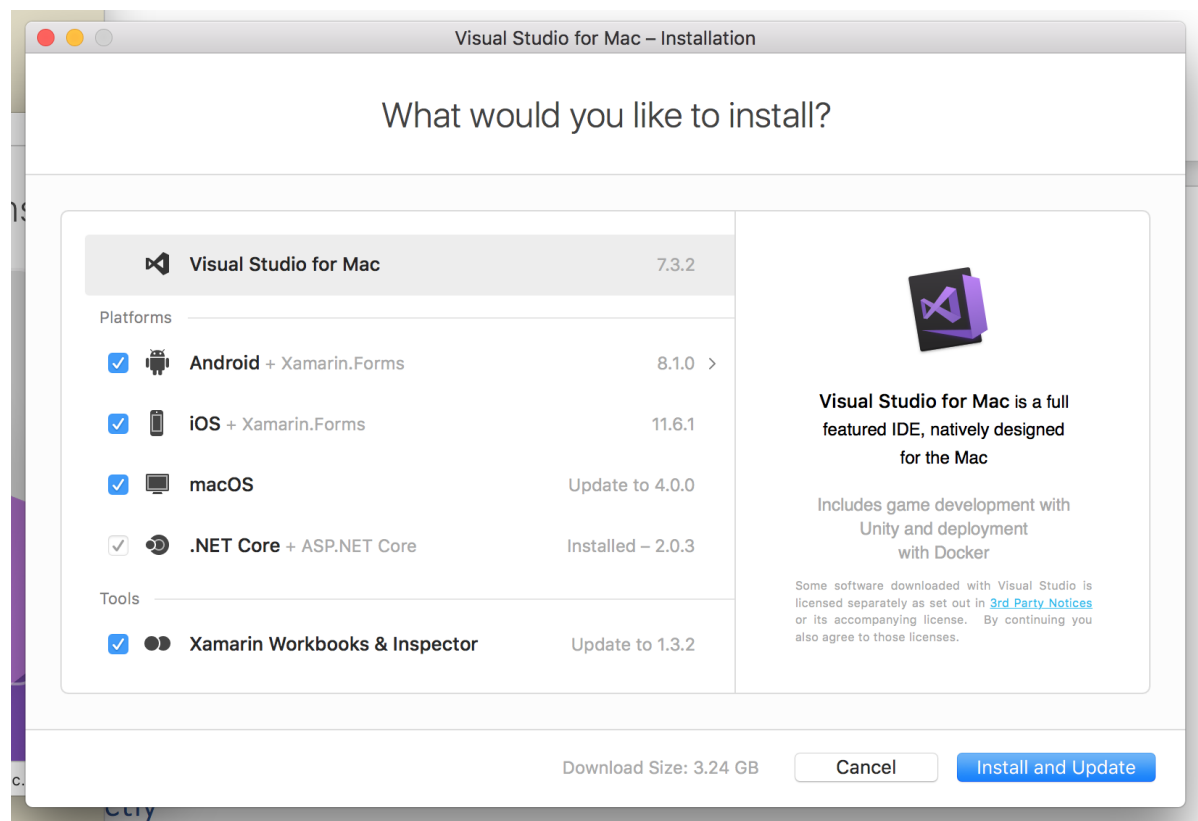 Visual Studio for Mac – Installation
What would you like to install?
Visual Studio for Mac 7.3.2
Platforms
Android + Xamarin.Forms 8.1.0
iOS + Xamarin.Forms 11.6.1
macOS Update to 4.0.0
.NET Core + ASP.NET Core Installed – 2.0.3
Tools
Xamarin Workbooks & Inspector Update to 1.3.2
Visual Studio for Mac is a full
featured IDE, natively designed
for the Mac
Includes game development with
Unity and deployment
with Docker
Some software downloaded with Visual Studio is
licensed separately as set out in 3rd Party Notices
or its accompanying license. By continuing you
also agree to those licenses.
Download Size: 3.24 GB
Cancel
Install and Update
c.